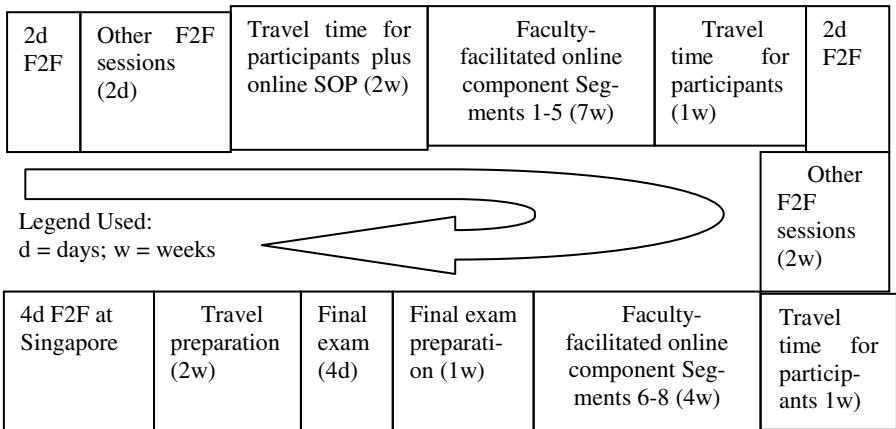 2d
F2F
Other F2F
sessions
(2d)
Travel time for
participants plus
online SOP (2w)
Faculty-
facilitated online
component Seg-
ments 1-5 (7w)
Travel
time for
participants
(1w)
2d
F2F
Other
F2F
sessions
(2w)
Legend Used:
d = days; w = weeks
4d F2F at
Singapore
Travel
preparation
(2w)
Final
exam
(4d)
Final exam
preparati-
on (1w)
Faculty-
facilitated online
component Seg-
ments 6-8 (4w)
Travel
time for
particip-
ants 1w)